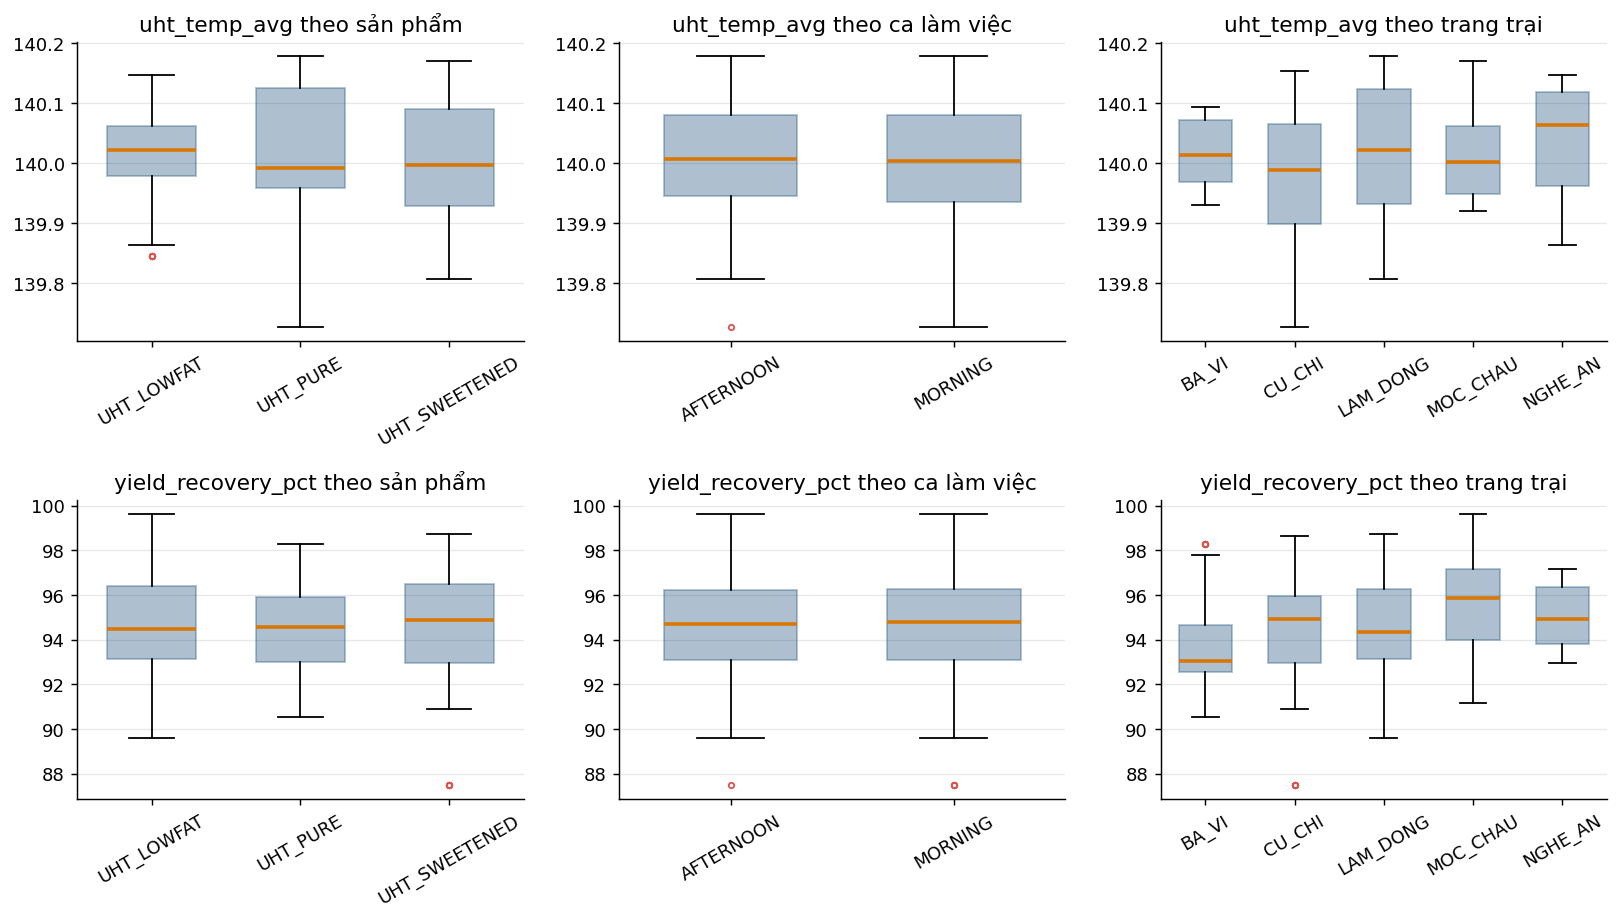 uht_temp_avg theo sản phẩm
140.2
140.1
140.0
139.9
139.8
UHT_LOWFAT
UHT_PURE
UHT_SWEETENED
uht_temp_avg theo ca làm việc
140.2
140.1
140.0
139.9
139.8
AFTERNOON
MORNING
uht_temp_avg theo trang trại
140.2
140.1
140.0
139.9
139.8
BA_VI
CU_CHI
LAM_DONG
MOC_CHAU
NGHE_AN
yield_recovery_pct theo sản phẩm
100
98
96
94
92
90
88
UHT_LOWFAT
UHT_PURE
UHT_SWEETENED
yield_recovery_pct theo ca làm việc
100
98
96
94
92
90
88
AFTERNOON
MORNING
yield_recovery_pct theo trang trại
100
98
96
94
92
90
88
BA_VI
CU_CHI
LAM_DONG
MOC_CHAU
NGHE_AN